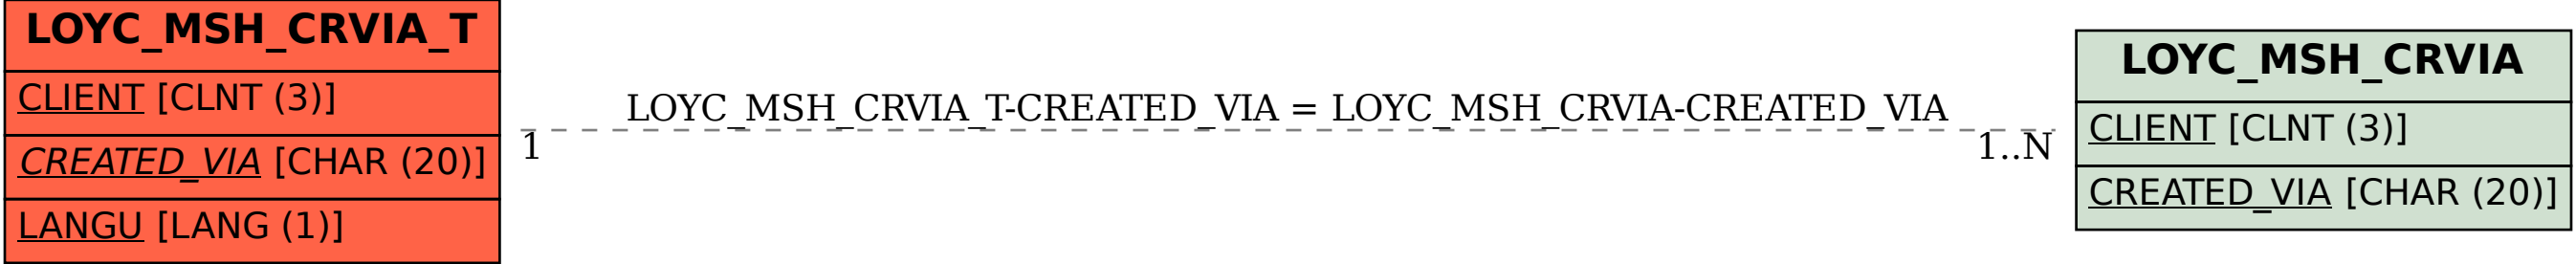 LOYC_MSH_CRVIA_T
CLIENT [CLNT (3)]
CREATED_VIA [CHAR (20)]
LANGU [LANG (1)]
LOYC_MSH_CRVIA_T-CREATED_VIA = LOYC_MSH_CRVIA-CREATED_VIA
1
1..N
LOYC_MSH_CRVIA
CLIENT [CLNT (3)]
CREATED_VIA [CHAR (20)]